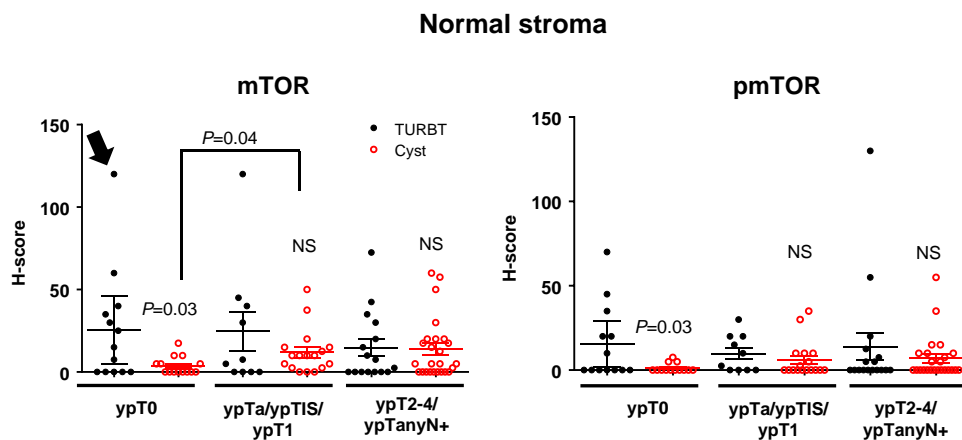 Normal stroma
mTOR
150
100
50
0
H-score
P=0.04
TURBT
Cyst
P=0.03
NS
NS
ypT0
ypTa/ypTIS/
ypT1
ypT2-4/
ypTanyN+
pmTOR
150
100
50
0
H-score
P=0.03
NS
NS
ypT0
ypTa/ypTIS/
ypT1
ypT2-4/
ypTanyN+